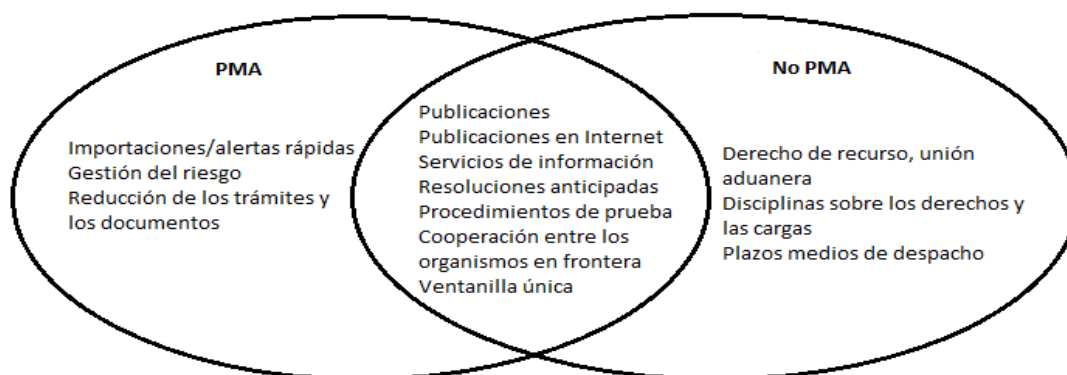 PMA
Importaciones/alertas rápidas
Gestión del riesgo
Reducción de los trámites y
los documentos
Publicaciones
Publicaciones en Internet
Servicios de información
Resoluciones anticipadas
Procedimientos de prueba
Cooperación entre los
organismos en frontera
Ventanilla única
No PMA
Derecho de recurso, unión
aduanera
Disciplinas sobre los derechos y
las cargas
Plazos medios de despacho